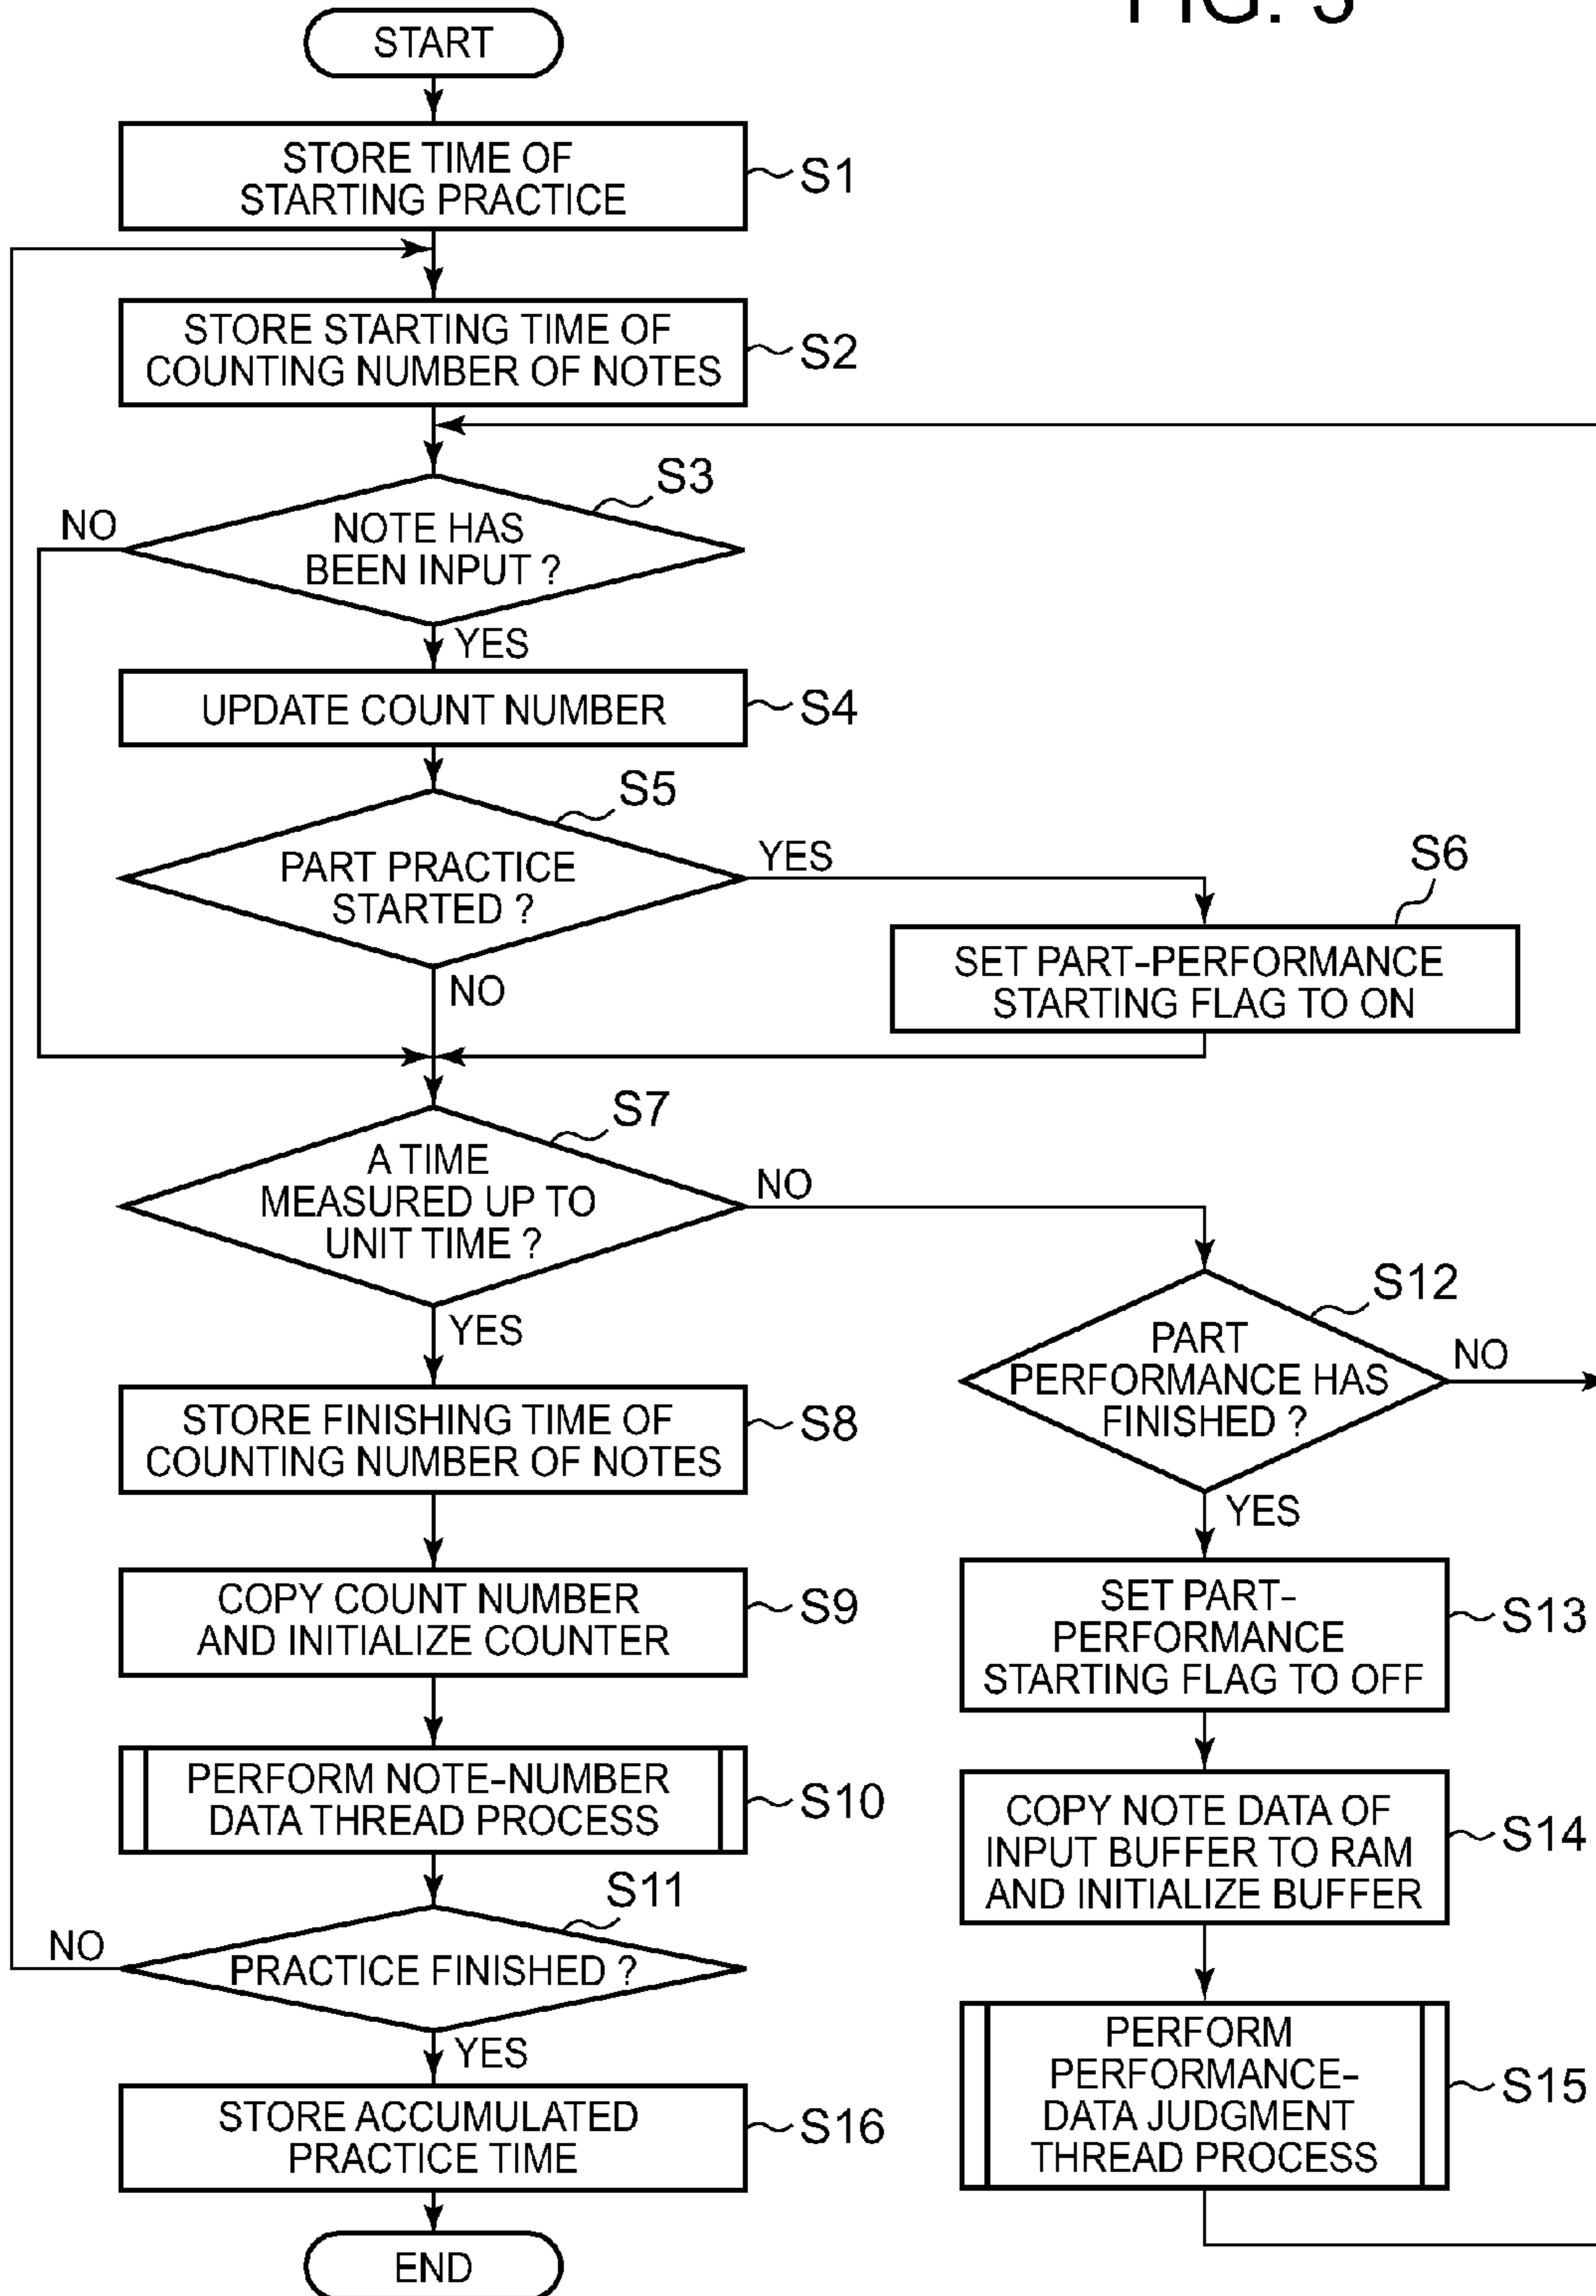 FIG. 5
START
STORE TIME OF
STARTING PRACTICE
S1
STORE STARTING TIME OF
COUNTING NUMBER OF NOTES
S2
S3
NO
NOTE HAS
BEEN INPUT ?
YES
UPDATE COUNT NUMBER
S4
S5
PART PRACTICE
STARTED ?
YES
NO
S6
SET PART-PERFORMANCE
STARTING FLAG TO ON
S7
A TIME
MEASURED UP TO
UNIT TIME ?
NO
YES
S12
PART
PERFORMANCE HAS
FINISHED ?
NO
YES
STORE FINISHING TIME OF
COUNTING NUMBER OF NOTES
S8
COPY COUNT NUMBER
AND INITIALIZE COUNTER
S9
SET PART-
PERFORMANCE
STARTING FLAG TO OFF
S13
PERFORM NOTE-NUMBER
DATA THREAD PROCESS
S10
COPY NOTE DATA OF
INPUT BUFFER TO RAM
AND INITIALIZE BUFFER
S14
S11
NO
PRACTICE FINISHED ?
YES
PERFORM
PERFORMANCE-
DATA JUDGMENT
THREAD PROCESS
S15
STORE ACCUMULATED
PRACTICE TIME
S16
END